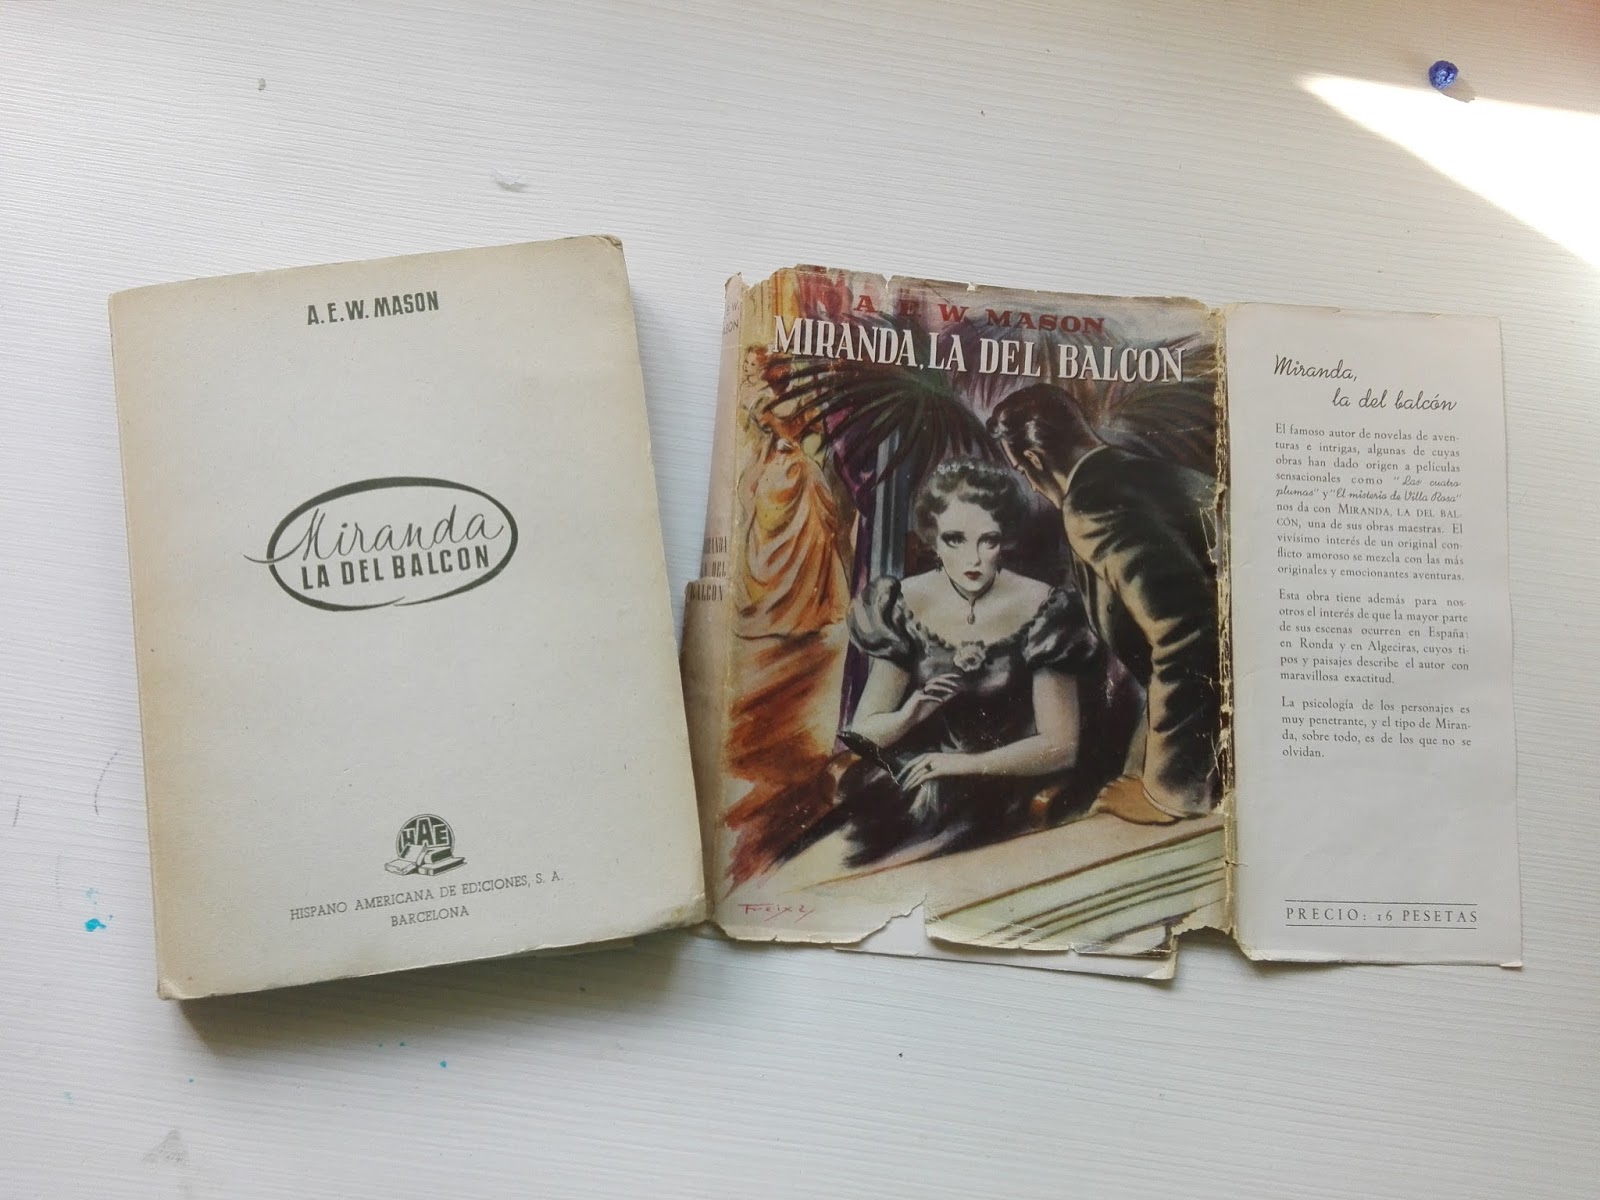 A. E. W. MASON
Miranda
LA DEL BALCON
HAE
HISPANO AMERICANA DE EDICIONES, S. A.
BARCELONA
MIRANDA
LA DEL
BALCON
A. E. W MASON
MIRANDA, LA DEL BALCON
Freixas
Miranda,
la del balcón
El famoso autor de novelas de aven-
turas e intrigas, algunas de cuyas
obras han dado origen a películas
sensacionales como "Las cuatro
plumas" y "El misterio de Villa Rosa"
nos da con MIRANDA, LA DEL BAL-
CÓN, una de sus obras maestras. El
vivísimo interés de un original con-
flicto amoroso se mezcla con las más
originales y emocionantes aventuras.
Esta obra tiene además para nos-
otros el interés de que la mayor parte
de sus escenas ocurren en España:
en Ronda y en Algeciras, cuyos ti-
pos y paisajes describe el autor con
maravillosa exactitud.
La psicología de los personajes es
muy penetrante, y el tipo de Miran-
da, sobre todo, es de los que no se
olvidan.
PRECIO: 16 PESETAS